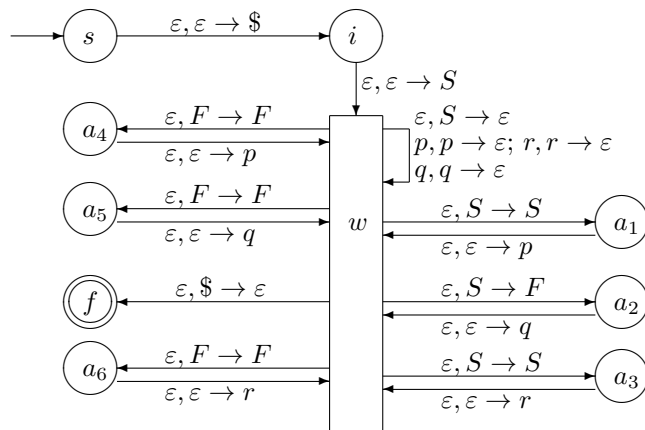 s ε, ε → $ i
ε, ε → S
a₄ ε, F → F
ε, ε → p
ε, S → ε
p, p → ε; r, r → ε
q, q → ε
a₅ ε, F → F
ε, ε → q
w
ε, S → S a₁
ε, ε → p
f ε, $ → ε
ε, S → F a₂
ε, ε → q
a₆ ε, F → F
ε, ε → r
ε, S → S a₃
ε, ε → r